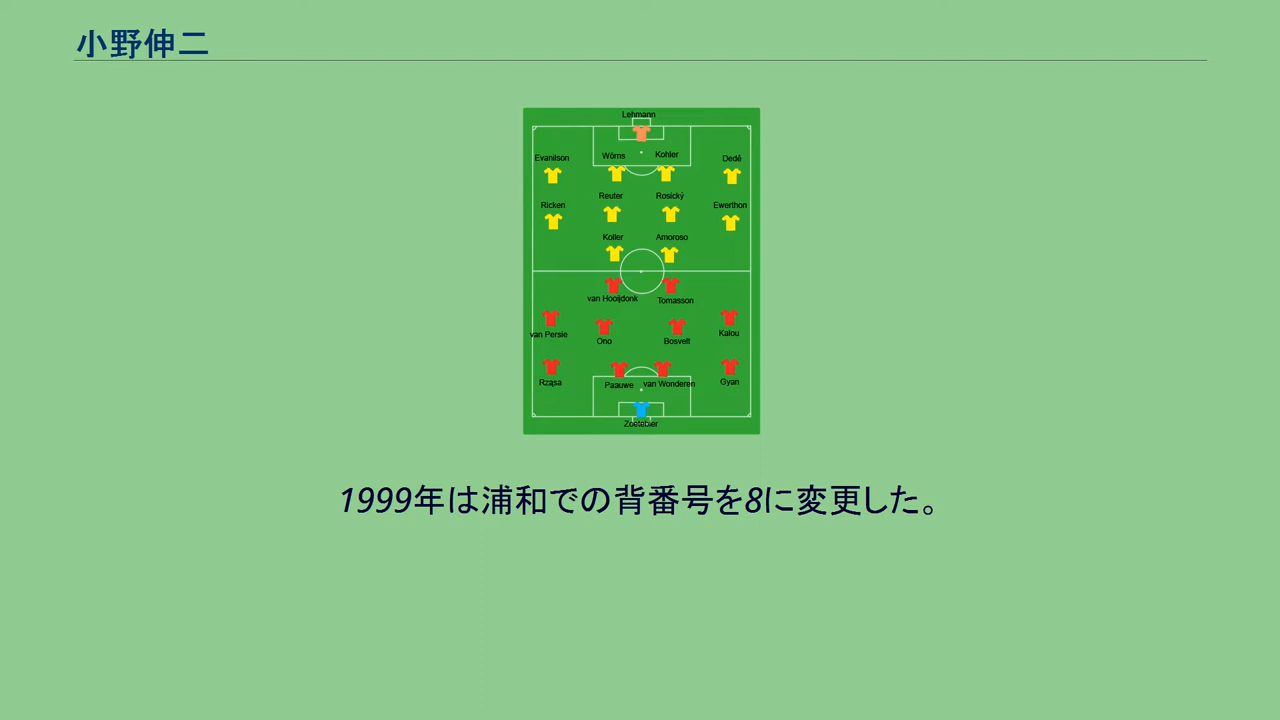 小野伸二
Lehmann
Evanilson Wörns Kohler Dedê
Ricken Reuter Rosický Ewerthon
Koller Amoroso
van Hooijdonk Tomasson
van Persie Ono Bosvelt Kalou
Rząsa Paauwe van Wonderen Gyan
Zoetebier
1999年は浦和での背番号を8に変更した。